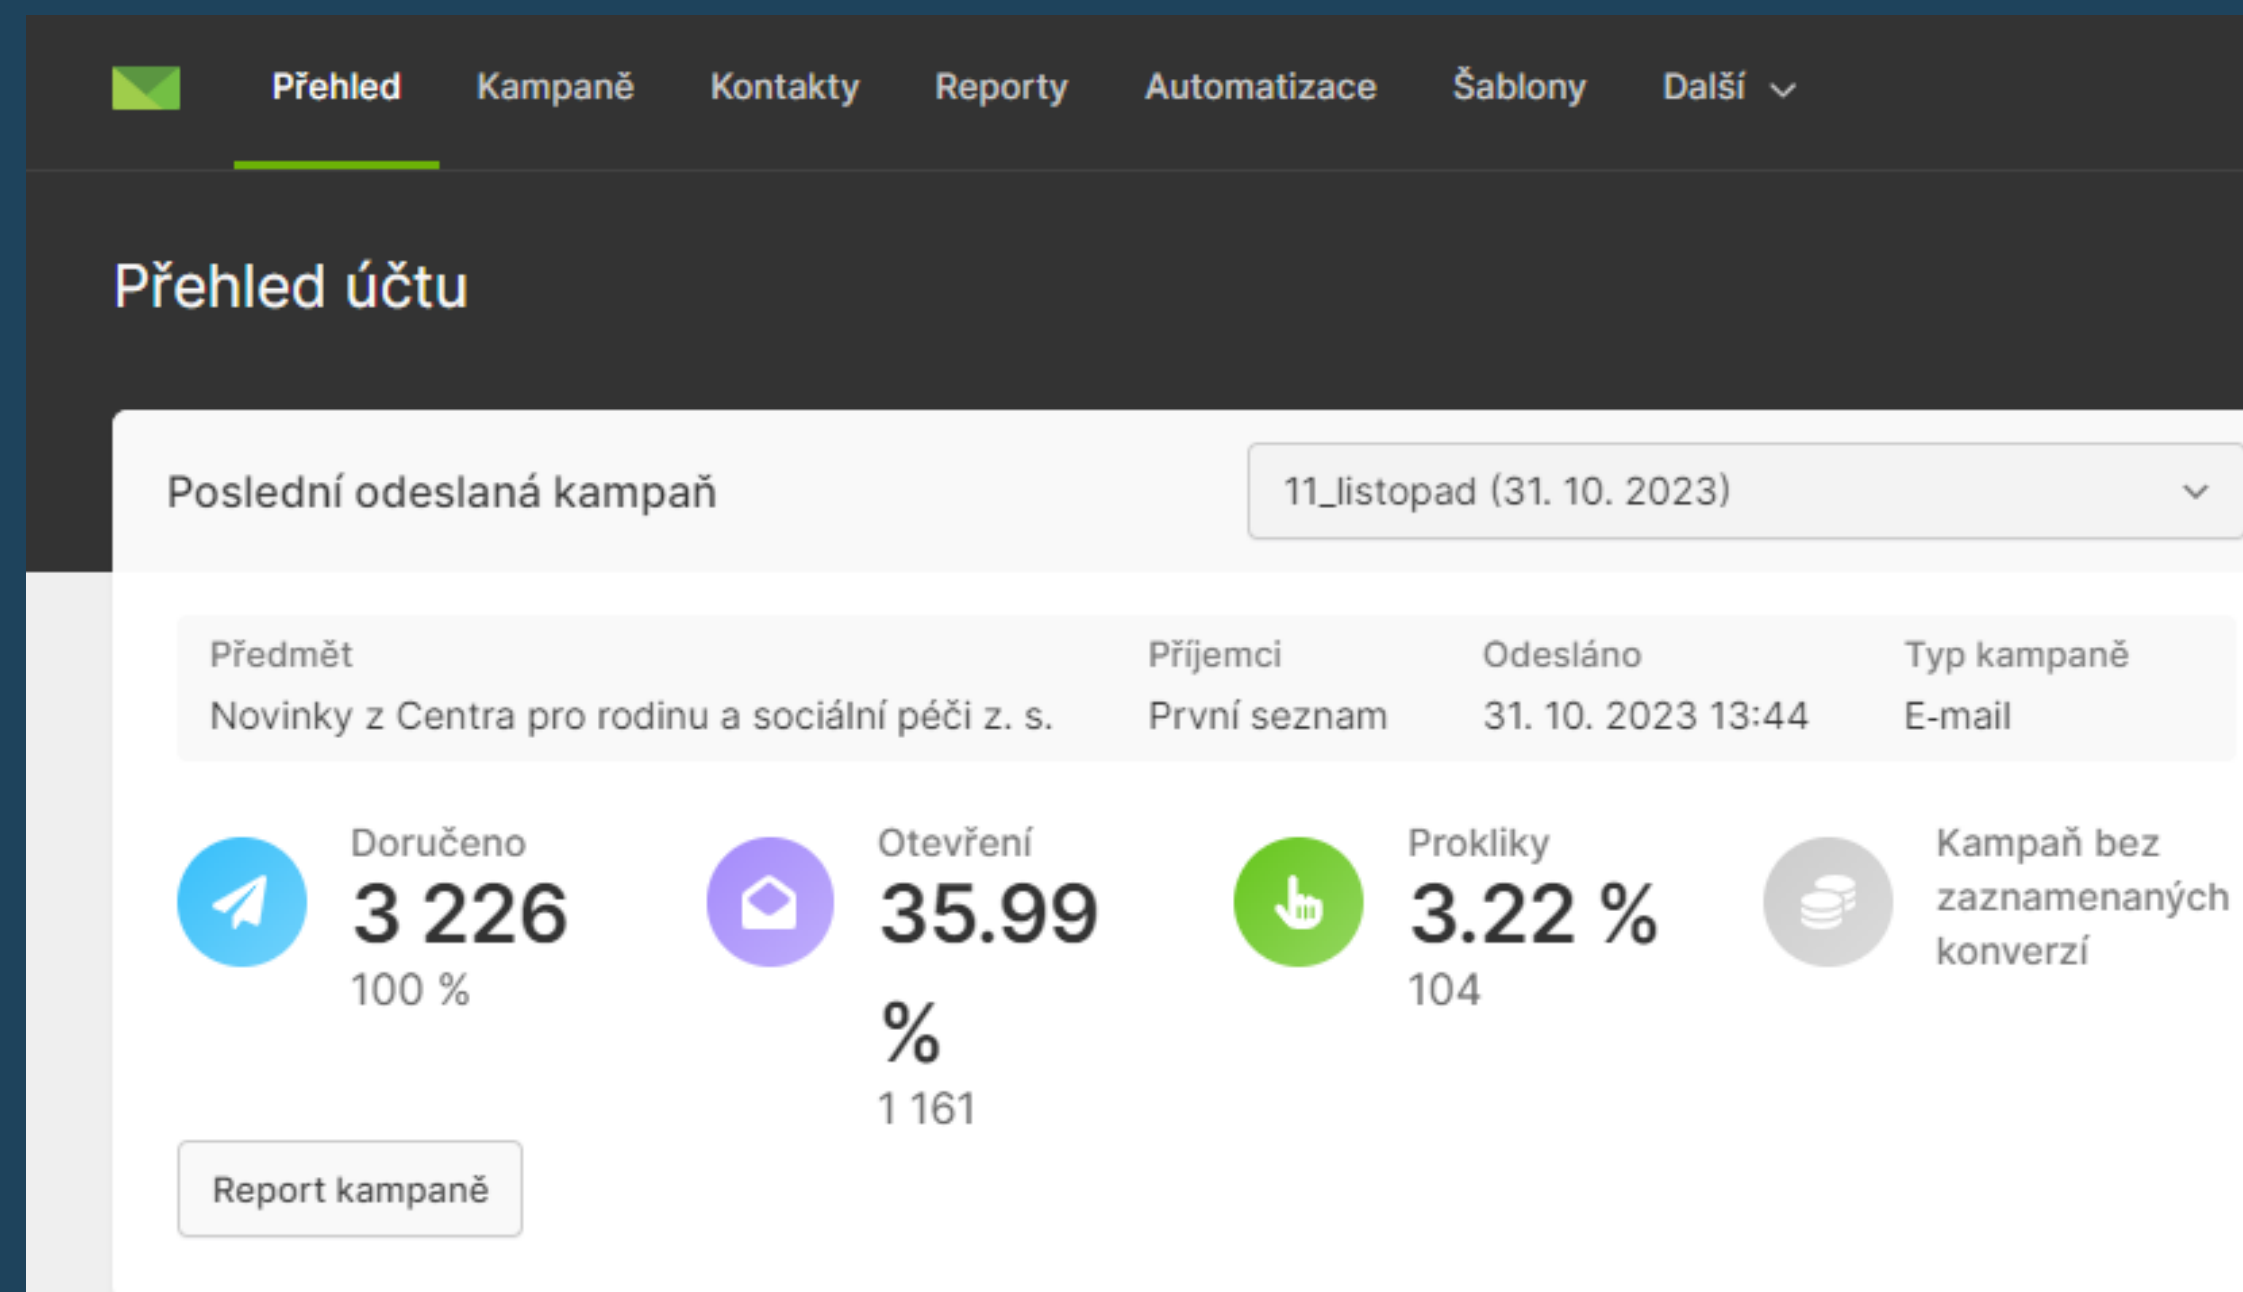 Přehled Kampaně Kontakty Reporty Automatizace Šablony Další
Přehled účtu
Poslední odeslaná kampaň
11_listopad (31. 10. 2023)
Předmět Příjemci Odesláno Typ kampaně
Novinky z Centra pro rodinu a sociální péči z. s. První seznam 31. 10. 2023 13:44 E-mail
Doručeno
3 226
100 %
Otevření
35.99
%
1 161
Prokliky
3.22 %
104
Kampaň bez
zaznamenaných
konverzí
Report kampaně